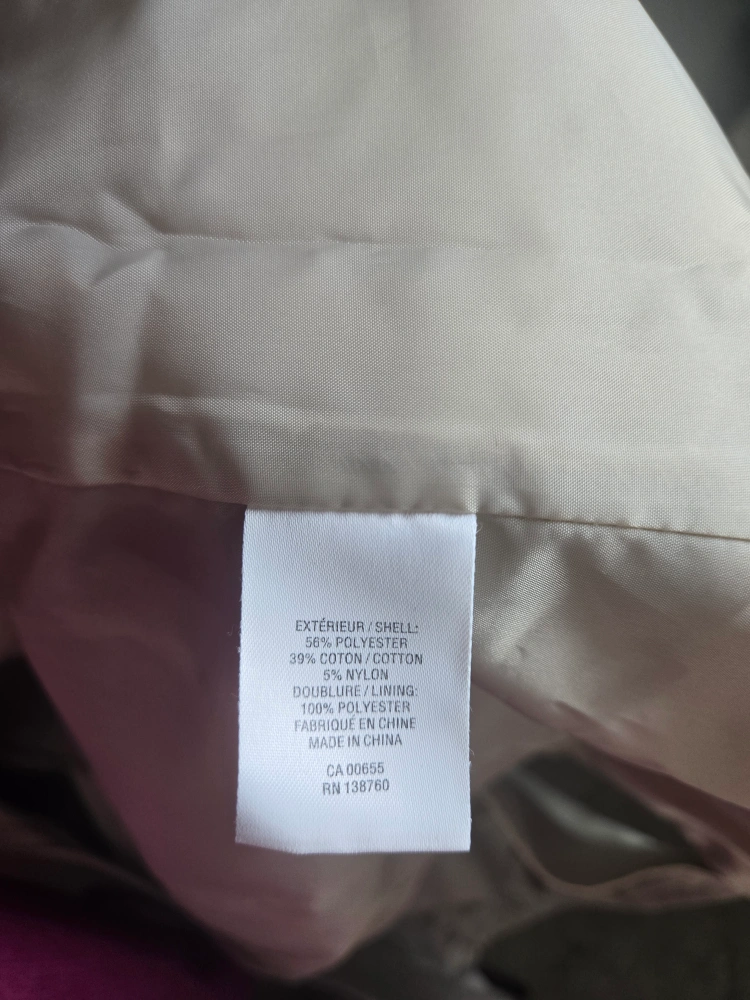 EXTÉRIEUR / SHELL:
56% POLYESTER
39% COTON / COTTON
5% NYLON
DOUBLURE / LINING:
100% POLYESTER
FABRIQUÉ EN CHINE
MADE IN CHINA
CA 00655
RN 138760